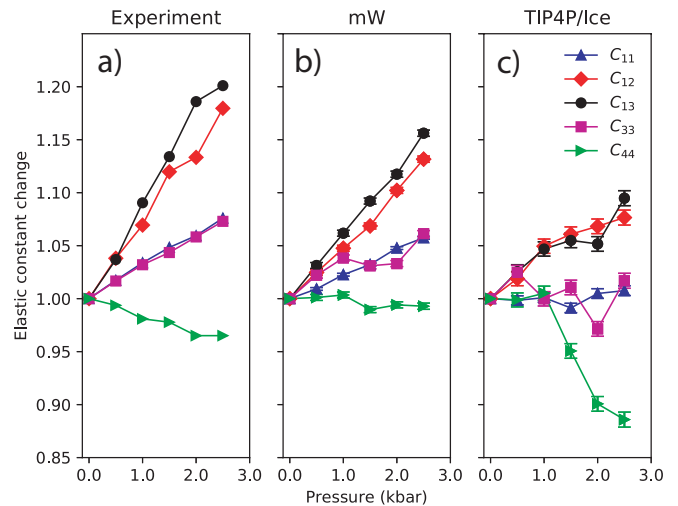 Experiment
mW
TIP4P/Ice
a)
b)
c)
C11
C12
C13
C33
C44
Elastic constant change
1.20
1.15
1.10
1.05
1.00
0.95
0.90
0.85
0.0 1.0 2.0 3.0
0.0 1.0 2.0 3.0
0.0 1.0 2.0 3.0
Pressure (kbar)